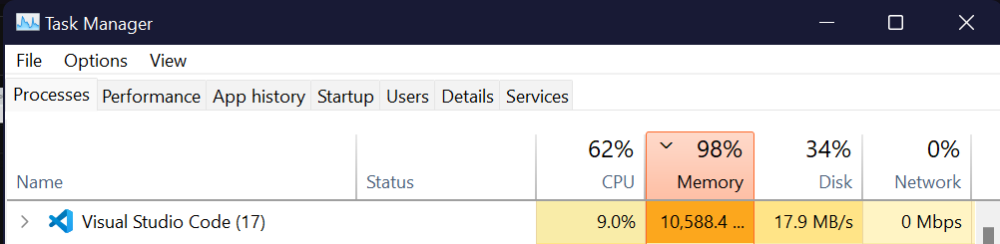 Task Manager
File Options View
Processes Performance App history Startup Users Details Services
62% 98% 34% 0%
Name Status CPU Memory Disk Network
Visual Studio Code (17) 9.0% 10,588.4 ... 17.9 MB/s 0 Mbps